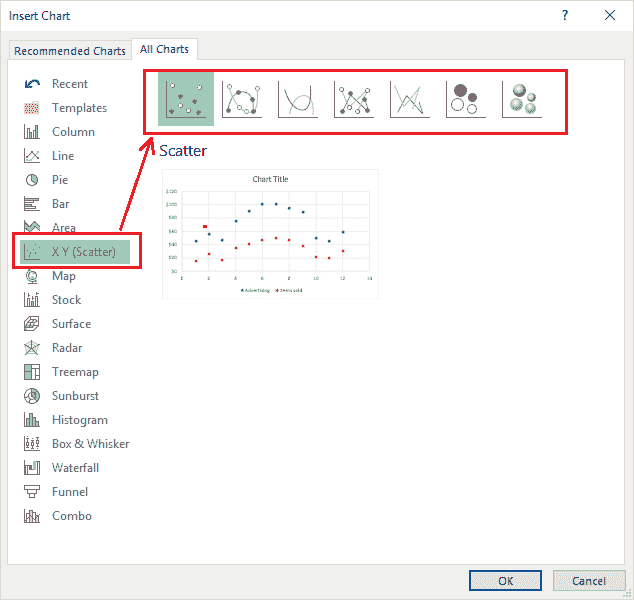 Insert Chart
?
Recommended Charts
All Charts
Recent
Templates
Column
Line
Pie
Bar
Area
X Y (Scatter)
Map
Stock
Surface
Radar
Treemap
Sunburst
Histogram
Box & Whisker
Waterfall
Funnel
Combo
Scatter
Chart Title
$120
$100
$80
$60
$40
$20
$0
0 2 4 6 8 10 12 14
Advertising Items sold
OK
Cancel